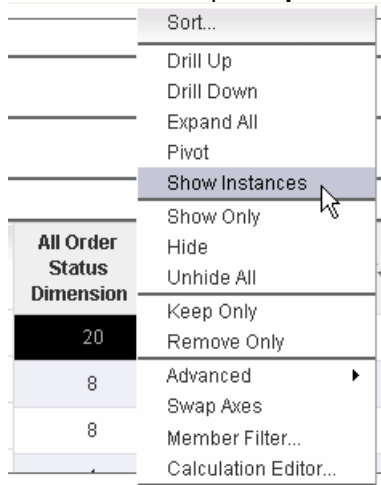 Sort...
Drill Up
Drill Down
Expand All
Pivot
Show Instances
Show Only
Hide
Unhide All
Keep Only
Remove Only
Advanced
Swap Axes
Member Filter...
Calculation Editor...
All Order
Status
Dimension
20
8
8